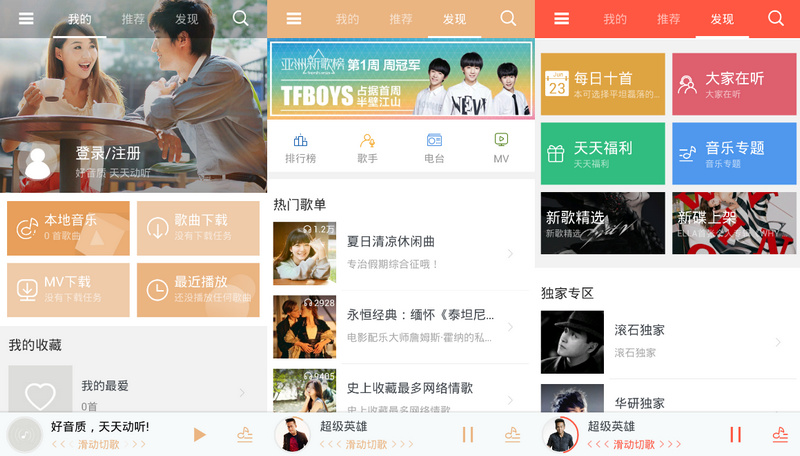 我的 推荐 发现
登录/注册
好音质 天天动听
本地音乐
0 首歌曲
歌曲下载
没有下载任务
MV下载
没有下载任务
最近播放
还没播放任何歌曲
我的收藏
我的最爱
0首
好音质，天天动听!
<<< 滑动切歌 >>>
我的 推荐 发现
亚洲新歌榜 第1周 周冠军
TFBOYS 占据首周
半壁江山
排行榜 歌手 电台 MV
热门歌单
1.2万
夏日清凉休闲曲
专治假期综合征哦！
2928
永恒经典：缅怀《泰坦尼...
电影配乐大师詹姆斯·霍纳的私...
9405
史上收藏最多网络情歌
超级英雄
<<< 滑动切歌 >>>
我的 推荐 发现
Jun
23
每日十首
本可选择平坦磊落的...
大家在听
大家在听
天天福利
天天福利
音乐专题
音乐专题
新歌精选
新歌精选
新碟上架
独家专区
滚石独家
滚石独家
华研独家
超级英雄
<<< 滑动切歌 >>>